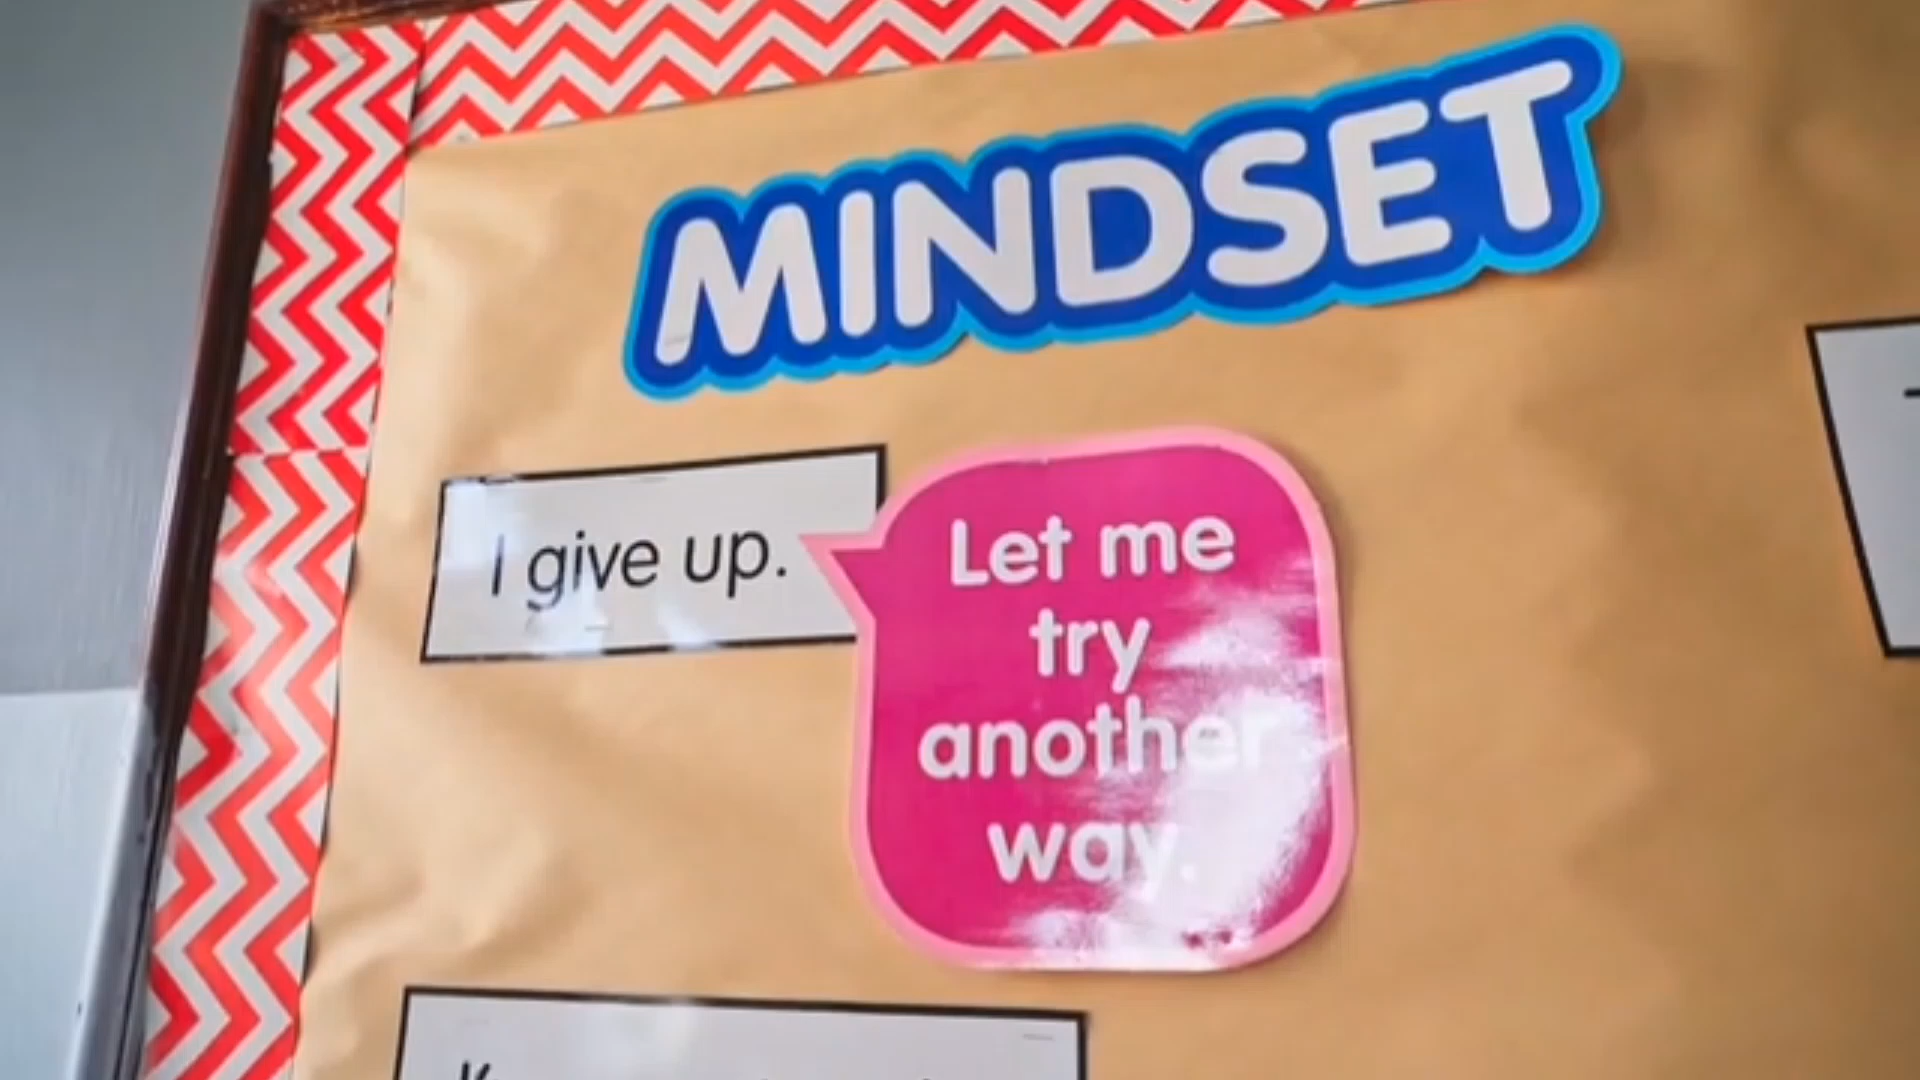 MINDSET
I give up.
Let me
try
another
way.